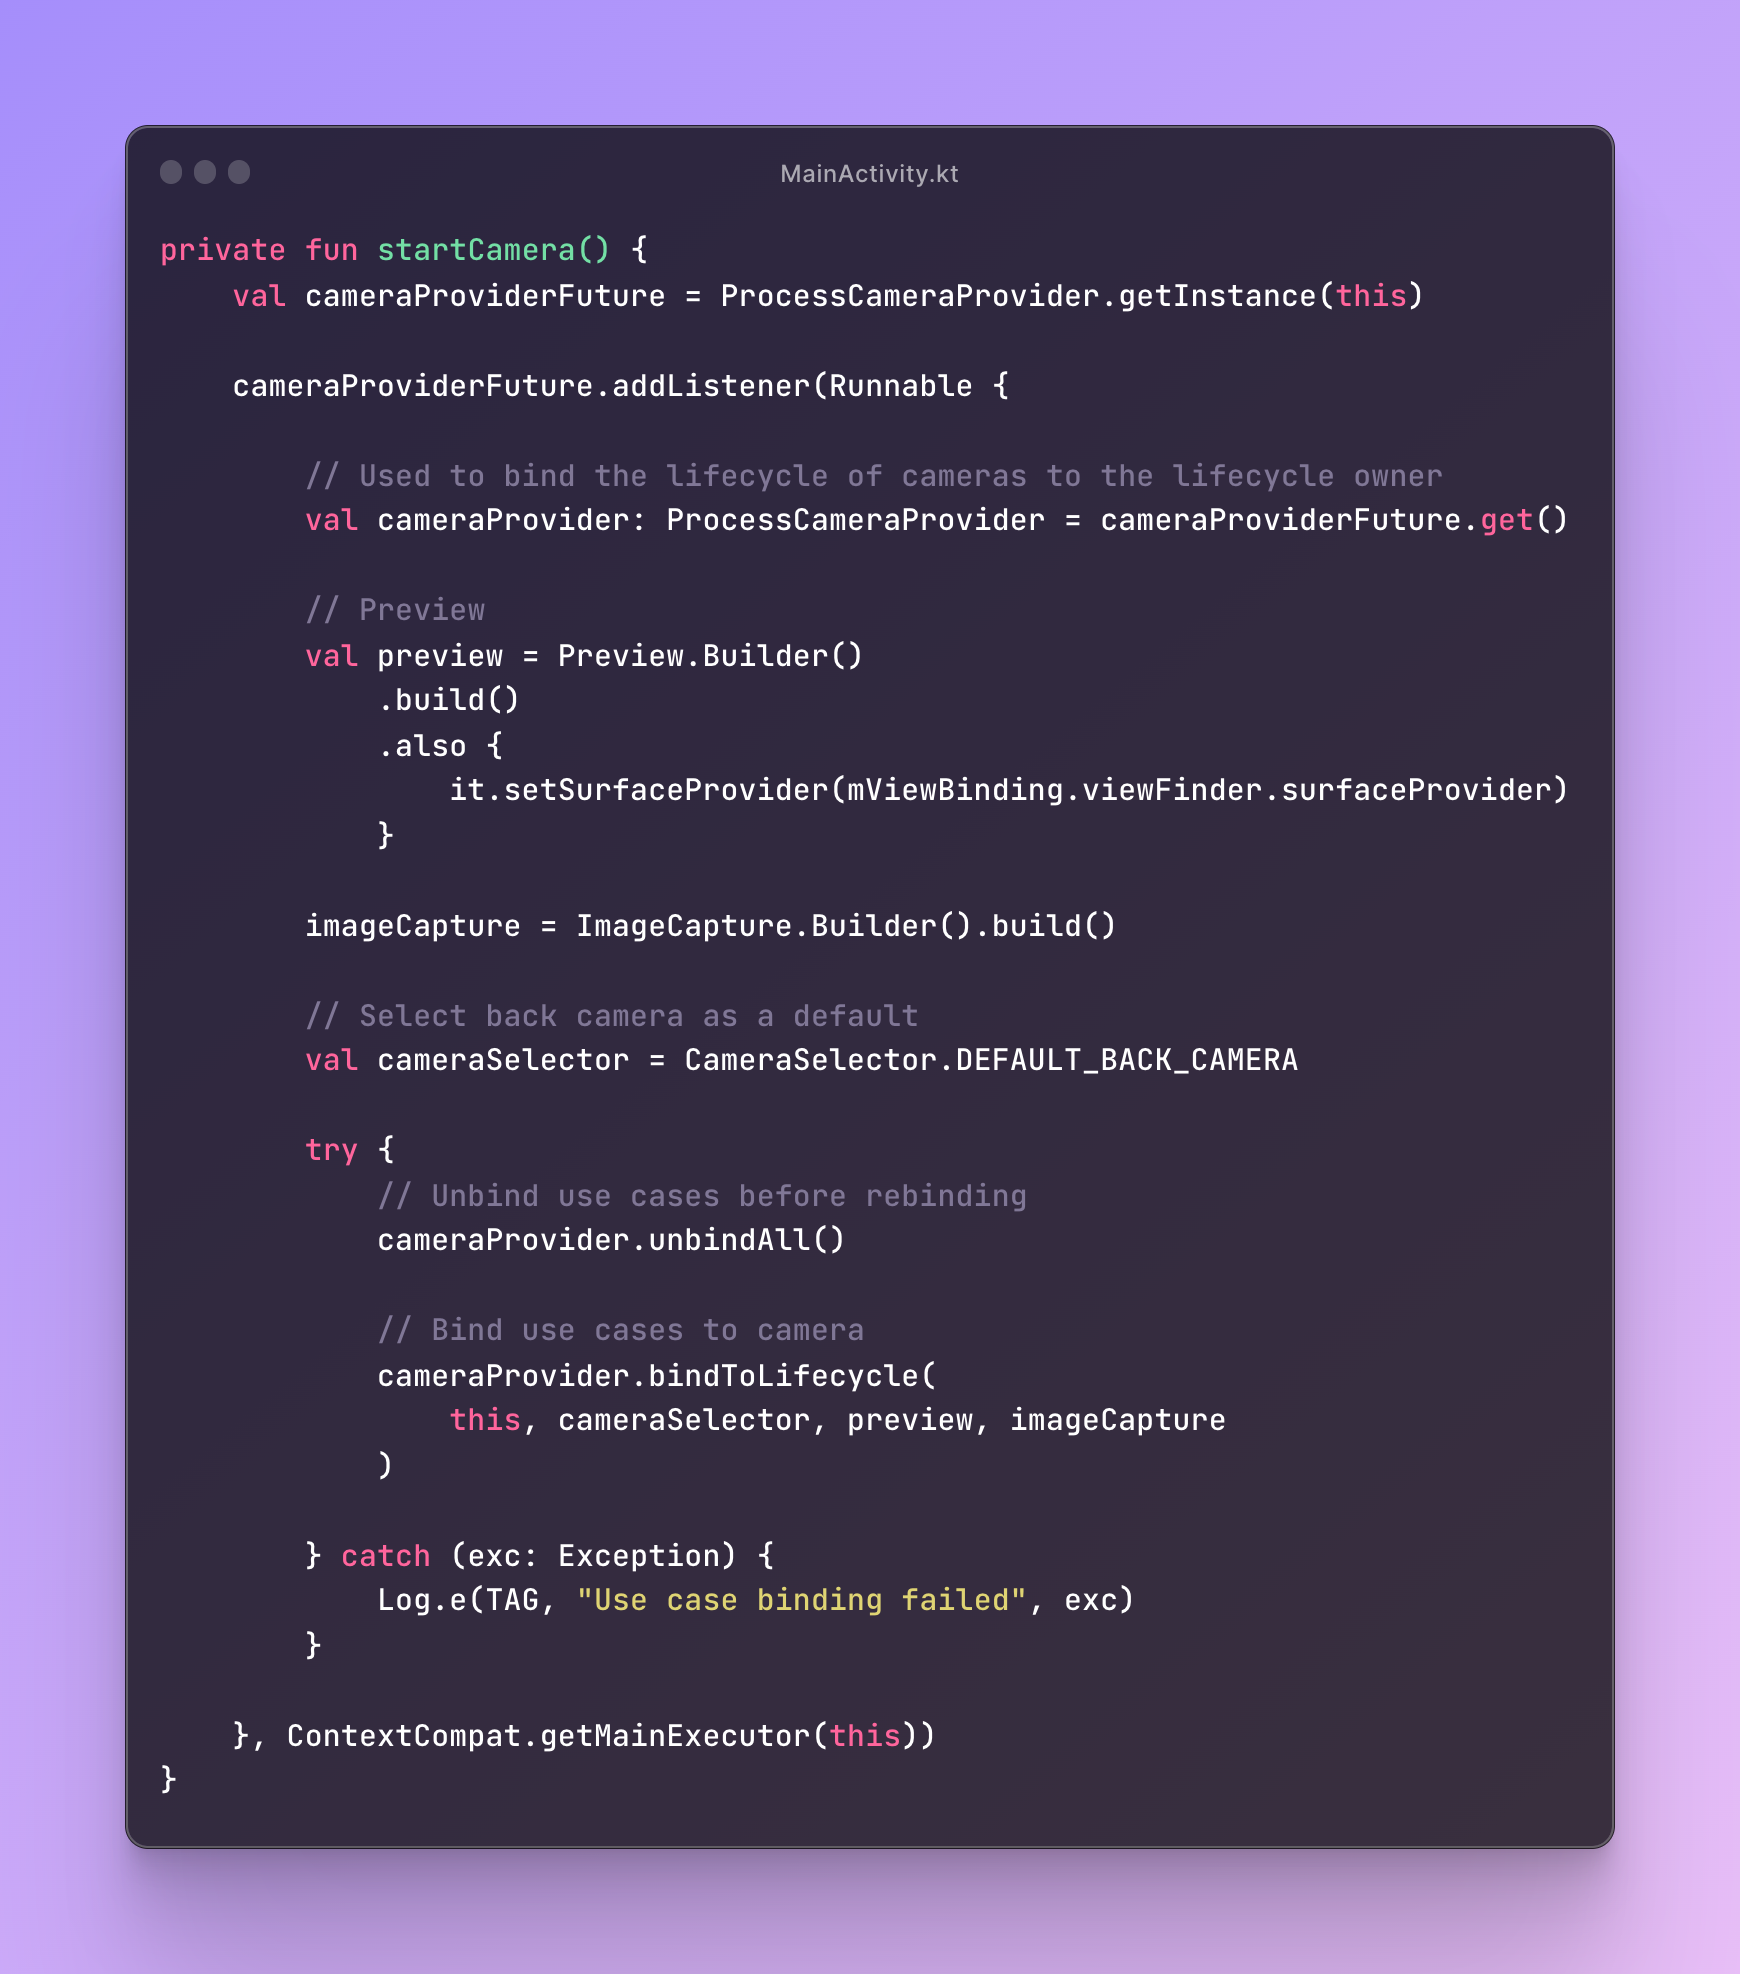 MainActivity.kt
private fun startCamera() {
    val cameraProviderFuture = ProcessCameraProvider.getInstance(this)

    cameraProviderFuture.addListener(Runnable {

        // Used to bind the lifecycle of cameras to the lifecycle owner
        val cameraProvider: ProcessCameraProvider = cameraProviderFuture.get()

        // Preview
        val preview = Preview.Builder()
            .build()
            .also {
                it.setSurfaceProvider(mViewBinding.viewFinder.surfaceProvider)
            }

        imageCapture = ImageCapture.Builder().build()

        // Select back camera as a default
        val cameraSelector = CameraSelector.DEFAULT_BACK_CAMERA

        try {
            // Unbind use cases before rebinding
            cameraProvider.unbindAll()

            // Bind use cases to camera
            cameraProvider.bindToLifecycle(
                this, cameraSelector, preview, imageCapture
            )

        } catch (exc: Exception) {
            Log.e(TAG, "Use case binding failed", exc)
        }

    }, ContextCompat.getMainExecutor(this))
}